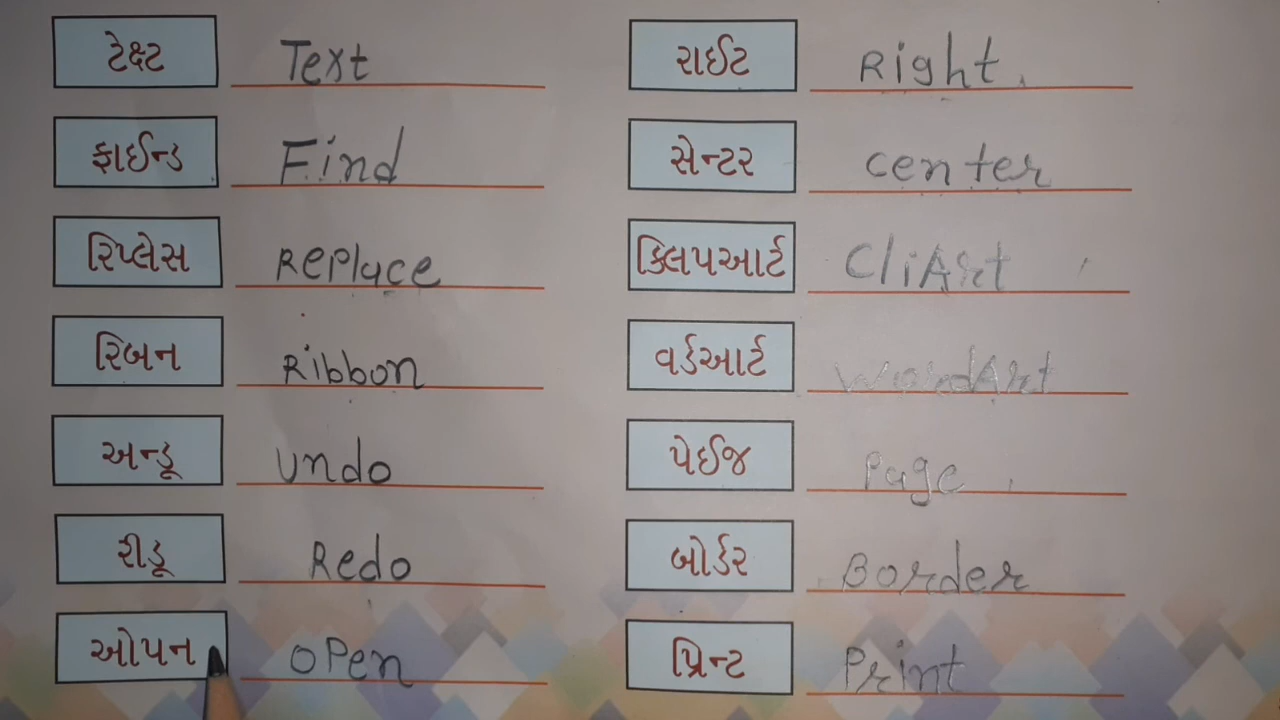 ટેક્ષ્ટ Text
ફાઈન્ડ Find
રિપ્લેસ Replace
રિબન Ribbon
અન્ડૂ Undo
રીડૂ Redo
ઓપન Open
રાઈટ Right
સેન્ટર center
ક્લિપઆર્ટ CliArt
વર્ડઆર્ટ WordArt
પેઈજ Page
બોર્ડર Border
પ્રિન્ટ Print